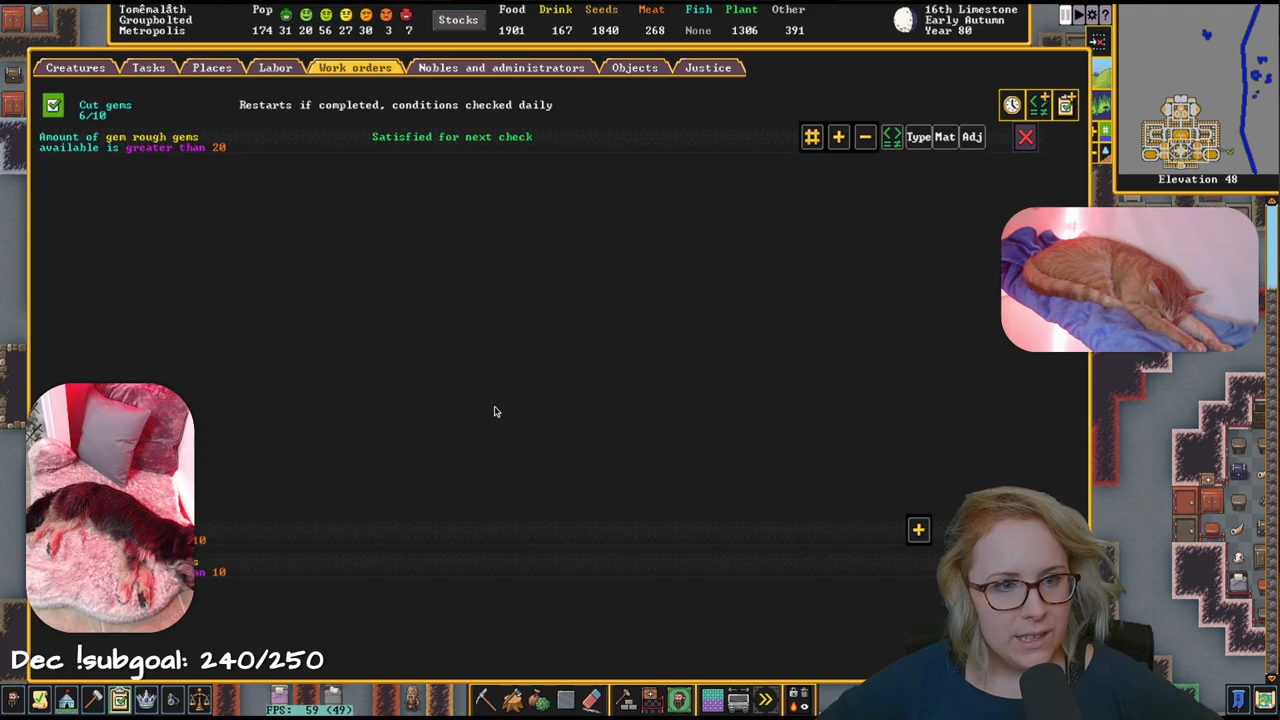 Tomêmalåth
Groupbolted
Metropolis
Pop
174 31 20 56 27 30 3 7
Stocks
Food Drink Seeds Meat Fish Plant Other
1901 167 1840 268 None 1306 391
16th Limestone
Early Autumn
Year 80
Creatures Tasks Places Labor Work orders Nobles and administrators Objects Justice
Cut gems
6/10
Restarts if completed, conditions checked daily
Amount of gem rough gems
available is greater than 20
Satisfied for next check
Type Mat Adj
Elevation 48
10
s
an 10
Dec !subgoal: 240/250
FPS: 59 (49)